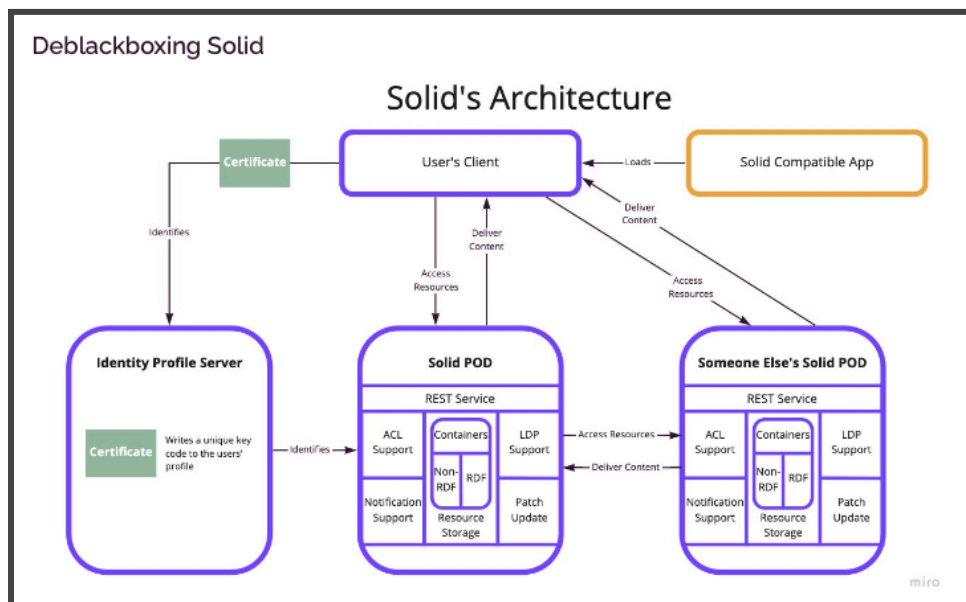 Deblackboxing Solid
Solid's Architecture
Certificate
User's Client
Loads
Solid Compatible App
Deliver
Content
Identifies
Deliver
Content
Access
Resources
Access
Resources
Identity Profile Server
Certificate
Writes a unique key
code to the users'
profile
Identifies
Solid POD
REST Service
ACL
Support
Containers
Non-
RDF
RDF
LDP
Support
Notification
Support
Resource
Storage
Patch
Update
Access Resources
Deliver Content
Someone Else's Solid POD
REST Service
ACL
Support
Containers
Non-
RDF
RDF
LDP
Support
Notification
Support
Resource
Storage
Patch
Update
miro